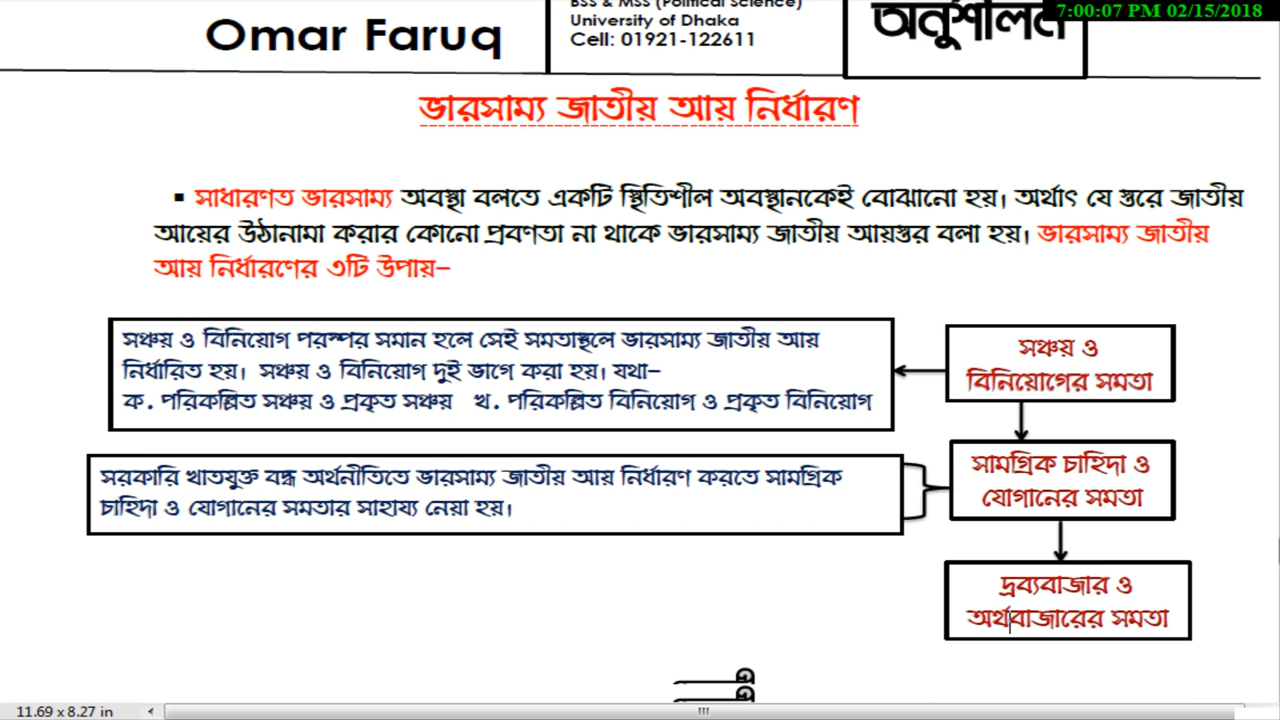 BSS & MSS (Political Science)
7:00:07 PM 02/15/2018
Omar Faruq
University of Dhaka
অনুশীলন
Cell: 01921-122611
ভারসাম্য জাতীয় আয় নির্ধারণ
▪ সাধারণত ভারসাম্য অবস্থা বলতে একটি স্থিতিশীল অবস্থানকেই বোঝানো হয়। অর্থাৎ যে স্তরে জাতীয়
আয়ের উঠানামা করার কোনো প্রবণতা না থাকে ভারসাম্য জাতীয় আয়স্তর বলা হয়। ভারসাম্য জাতীয়
আয় নির্ধারণের ৩টি উপায়–
সঞ্চয় ও বিনিয়োগ পরস্পর সমান হলে সেই সমতাস্থলে ভারসাম্য জাতীয় আয়
নির্ধারিত হয়। সঞ্চয় ও বিনিয়োগ দুই ভাগে করা হয়। যথা–
ক. পরিকল্পিত সঞ্চয় ও প্রকৃত সঞ্চয় খ. পরিকল্পিত বিনিয়োগ ও প্রকৃত বিনিয়োগ
সঞ্চয় ও
বিনিয়োগের সমতা
সরকারি খাতযুক্ত বদ্ধ অর্থনীতিতে ভারসাম্য জাতীয় আয় নির্ধারণ করতে সামগ্রিক
চাহিদা ও যোগানের সমতার সাহায্য নেয়া হয়।
সামগ্রিক চাহিদা ও
যোগানের সমতা
দ্রব্যবাজার ও
অর্থবাজারের সমতা
11.69 x 8.27 in